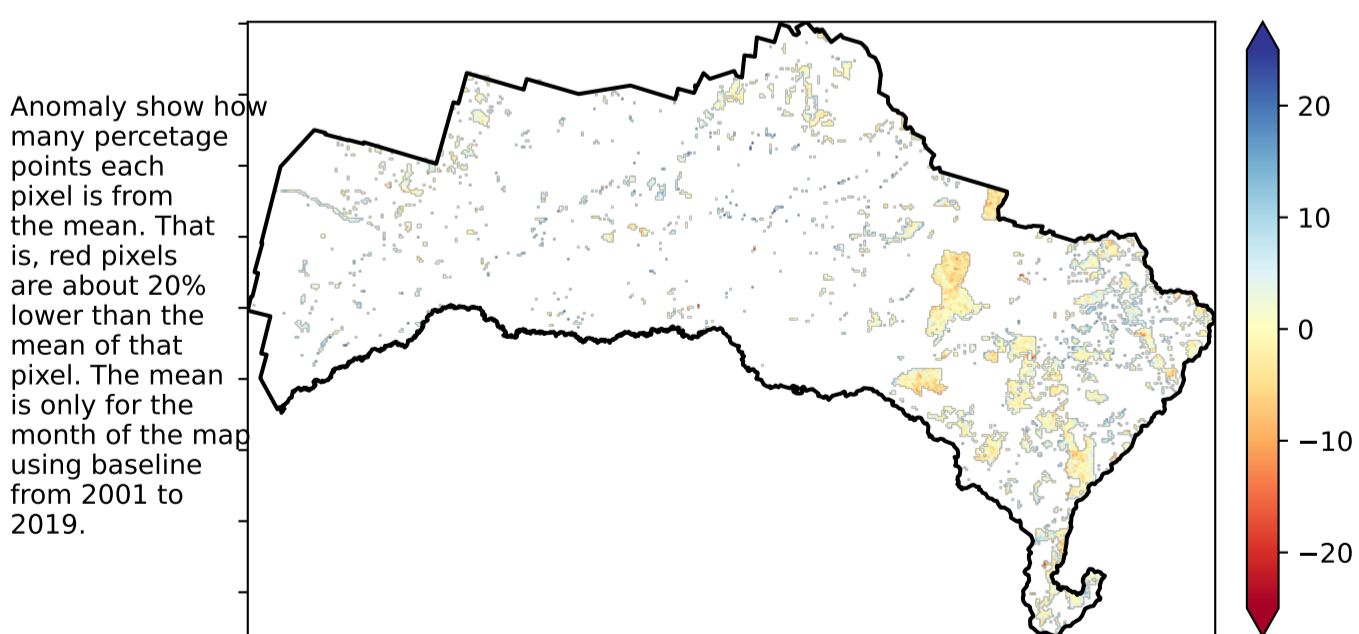 Anomaly show how
many percetage
points each
pixel is from
the mean. That
is, red pixels
are about 20%
lower than the
mean of that
pixel. The mean
is only for the
month of the map
using baseline
from 2001 to
2019.
20
10
0
−10
−20